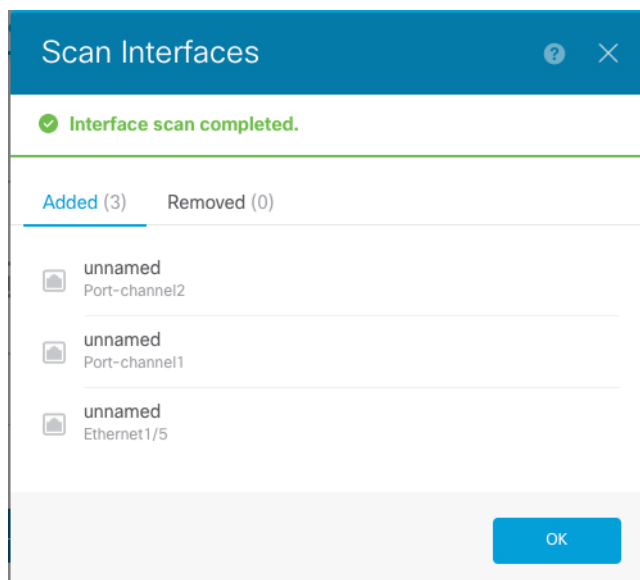 Scan Interfaces
Interface scan completed.
Added (3) Removed (0)
unnamed
Port-channel2
unnamed
Port-channel1
unnamed
Ethernet1/5
OK